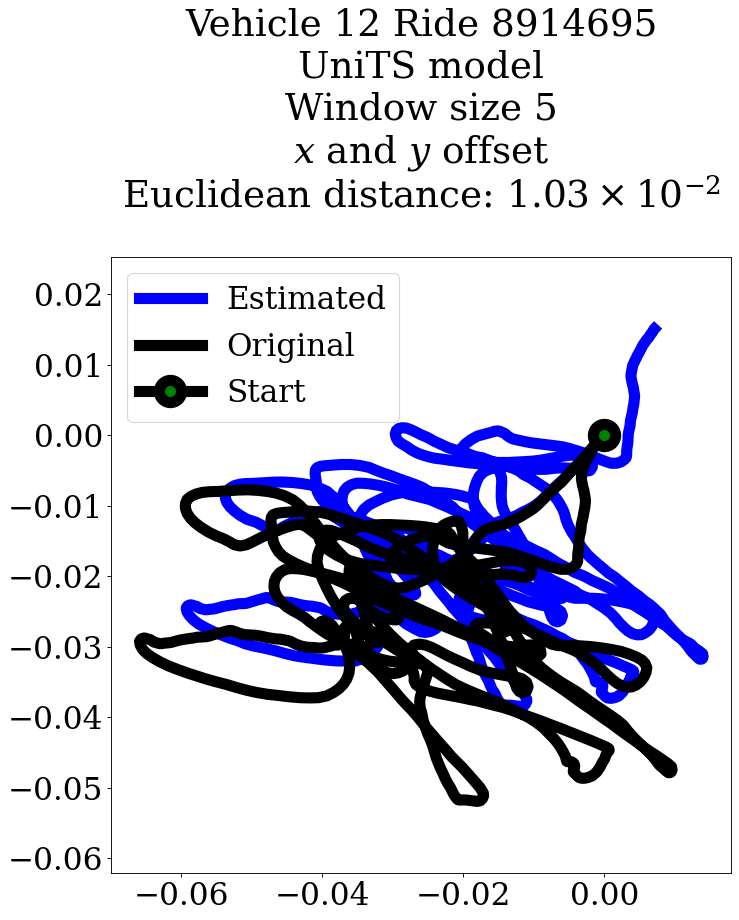 Vehicle 12 Ride 8914695
UniTS model
Window size 5
x and y offset
Euclidean distance: 1.03 × 10⁻²
Estimated
Original
Start
0.02
0.01
0.00
−0.01
−0.02
−0.03
−0.04
−0.05
−0.06
−0.06 −0.04 −0.02 0.00